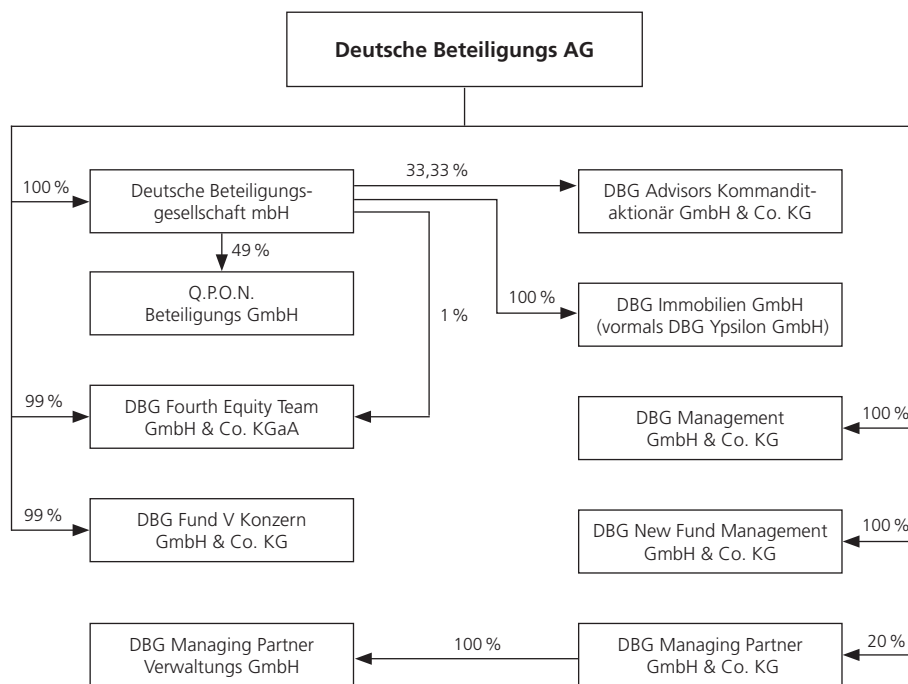 Deutsche Beteiligungs AG
100 %
Deutsche Beteiligungs-
gesellschaft mbH
33,33 %
DBG Advisors Kommandit-
aktionär GmbH & Co. KG
49 %
Q.P.O.N.
Beteiligungs GmbH
1 %
100 %
DBG Immobilien GmbH
(vormals DBG Ypsilon GmbH)
99 %
DBG Fourth Equity Team
GmbH & Co. KGaA
DBG Management
GmbH & Co. KG
100 %
99 %
DBG Fund V Konzern
GmbH & Co. KG
DBG New Fund Management
GmbH & Co. KG
100 %
DBG Managing Partner
Verwaltungs GmbH
100 %
DBG Managing Partner
GmbH & Co. KG
20 %